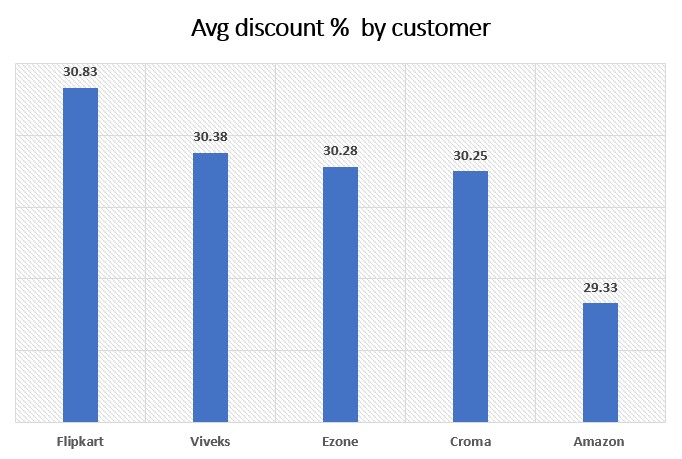 Avg discount %  by customer
30.83
30.38
30.28
30.25
29.33
Flipkart
Viveks
Ezone
Croma
Amazon